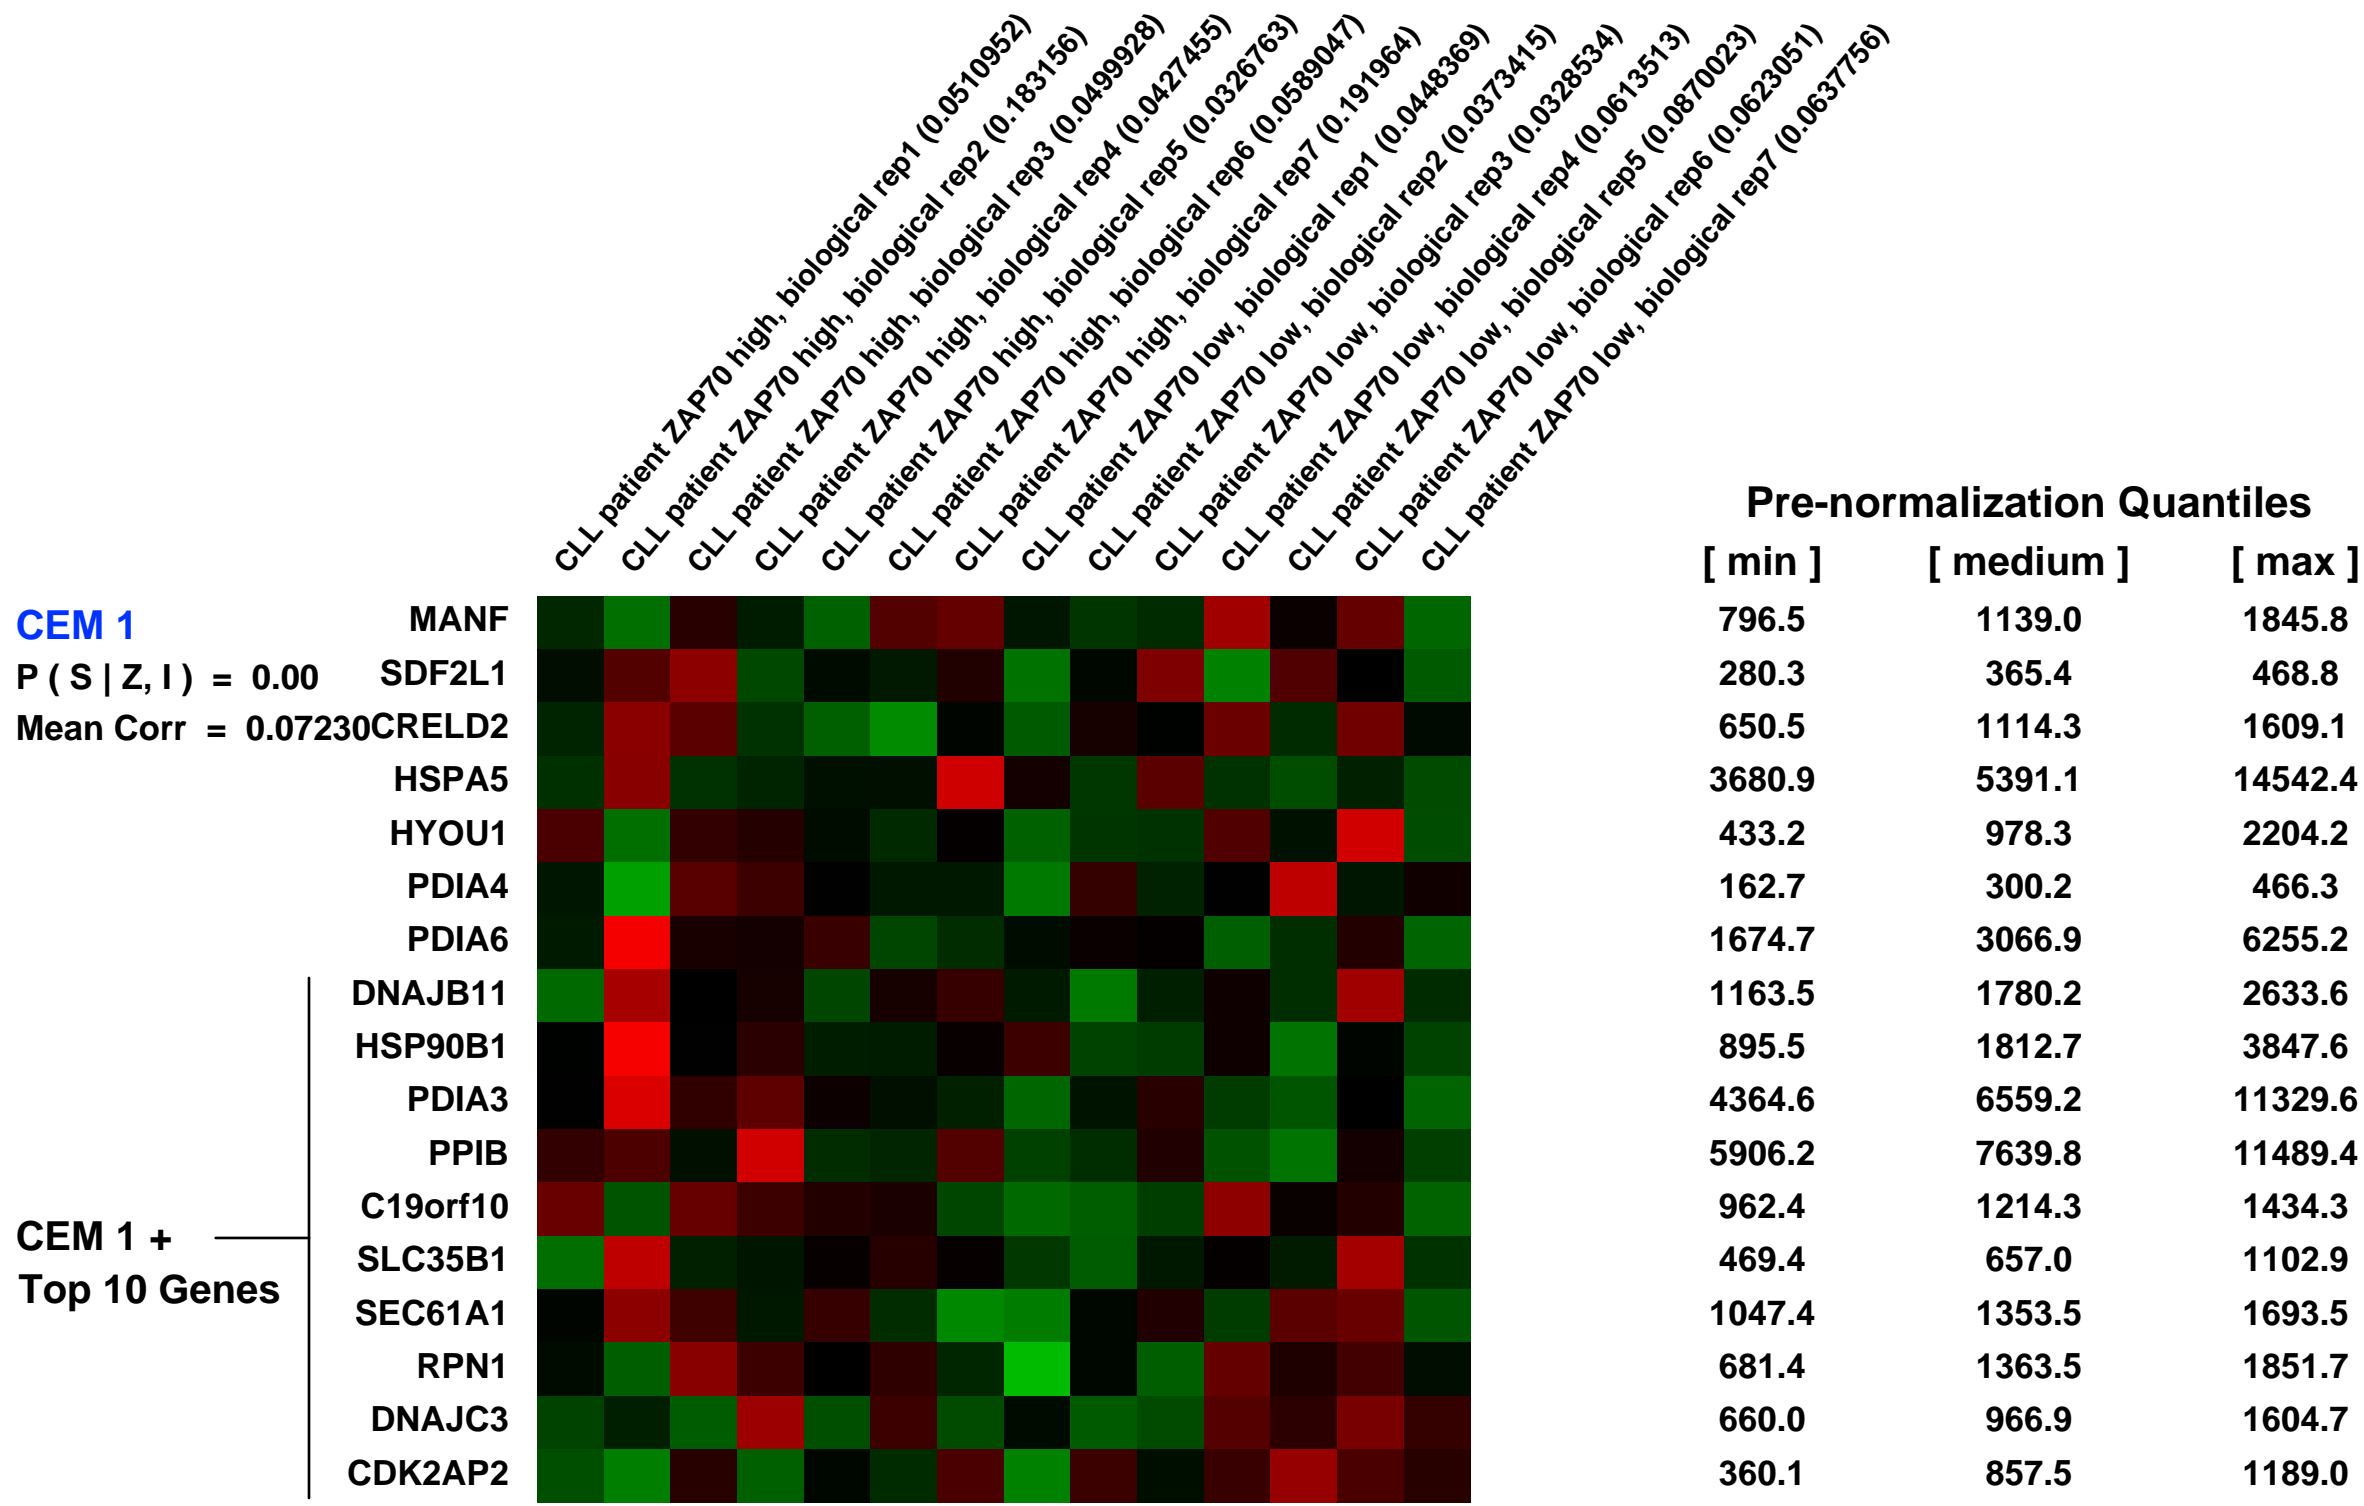 CLL patient ZAP70 high, biological rep1 (0.0510952)
CLL patient ZAP70 high, biological rep2 (0.183156)
CLL patient ZAP70 high, biological rep3 (0.0499928)
CLL patient ZAP70 high, biological rep4 (0.0427455)
CLL patient ZAP70 high, biological rep5 (0.0326763)
CLL patient ZAP70 high, biological rep6 (0.0589047)
CLL patient ZAP70 high, biological rep7 (0.191964)
CLL patient ZAP70 low, biological rep1 (0.0448369)
CLL patient ZAP70 low, biological rep2 (0.0373415)
CLL patient ZAP70 low, biological rep3 (0.0328534)
CLL patient ZAP70 low, biological rep4 (0.0613513)
CLL patient ZAP70 low, biological rep5 (0.0870023)
CLL patient ZAP70 low, biological rep6 (0.0623051)
CLL patient ZAP70 low, biological rep7 (0.0637756)
Pre-normalization Quantiles
[ min ] [ medium ] [ max ]
CEM 1
P ( S | Z, I ) = 0.00
Mean Corr = 0.07230
MANF 796.5 1139.0 1845.8
SDF2L1 280.3 365.4 468.8
CRELD2 650.5 1114.3 1609.1
HSPA5 3680.9 5391.1 14542.4
HYOU1 433.2 978.3 2204.2
PDIA4 162.7 300.2 466.3
PDIA6 1674.7 3066.9 6255.2
DNAJB11 1163.5 1780.2 2633.6
HSP90B1 895.5 1812.7 3847.6
PDIA3 4364.6 6559.2 11329.6
PPIB 5906.2 7639.8 11489.4
C19orf10 962.4 1214.3 1434.3
SLC35B1 469.4 657.0 1102.9
SEC61A1 1047.4 1353.5 1693.5
RPN1 681.4 1363.5 1851.7
DNAJC3 660.0 966.9 1604.7
CDK2AP2 360.1 857.5 1189.0
CEM 1 +
Top 10 Genes